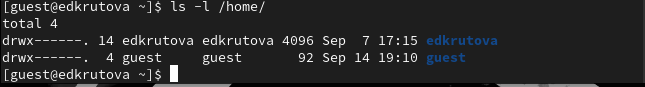 [guest@edkrutova ~]$ ls -l /home/
total 4
drwx------. 14 edkrutova edkrutova 4096 Sep  7 17:15 edkrutova
drwx------.  4 guest     guest       92 Sep 14 19:10 guest
[guest@edkrutova ~]$